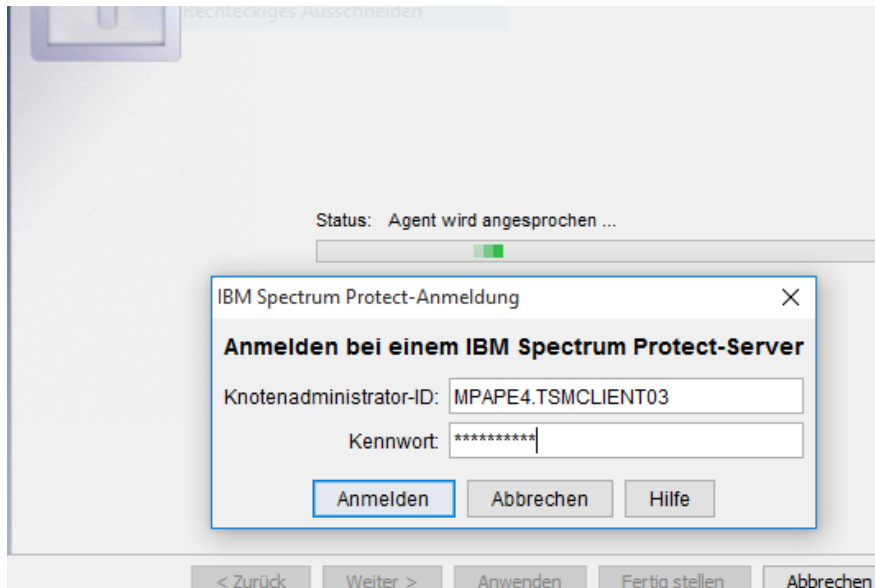 Rechteckiges Ausschneiden
Status: Agent wird angesprochen ...
IBM Spectrum Protect-Anmeldung
Anmelden bei einem IBM Spectrum Protect-Server
Knotenadministrator-ID: MPAPE4.TSMCLIENT03
Kennwort: **********
Anmelden Abbrechen Hilfe
< Zurück Weiter > Anwenden Fertig stellen Abbrechen